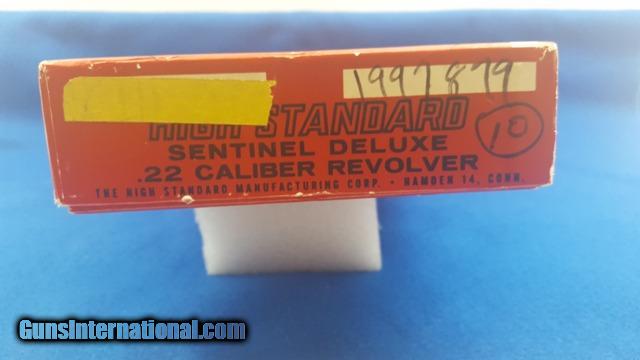 1997879
HIGH STANDARD
10
SENTINEL DELUXE
.22 CALIBER REVOLVER
THE HIGH STANDARD MANUFACTURING CORP. • HAMDEN 14, CONN.
GunsInternational.com